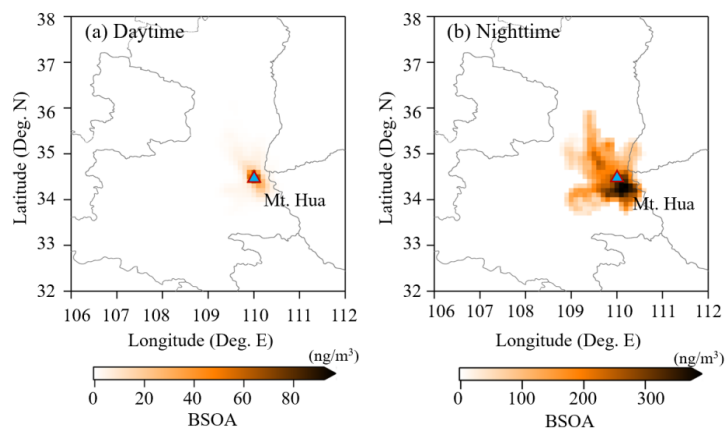 (a) Daytime
38
37
36
35
34
33
32
Latitude (Deg. N)
Mt. Hua
106 107 108 109 110 111 112
Longitude (Deg. E)
(ng/m³)
0 20 40 60 80
BSOA
(b) Nighttime
38
37
36
35
34
33
32
Latitude (Deg. N)
Mt. Hua
106 107 108 109 110 111 112
Longitude (Deg. E)
(ng/m³)
0 100 200 300
BSOA